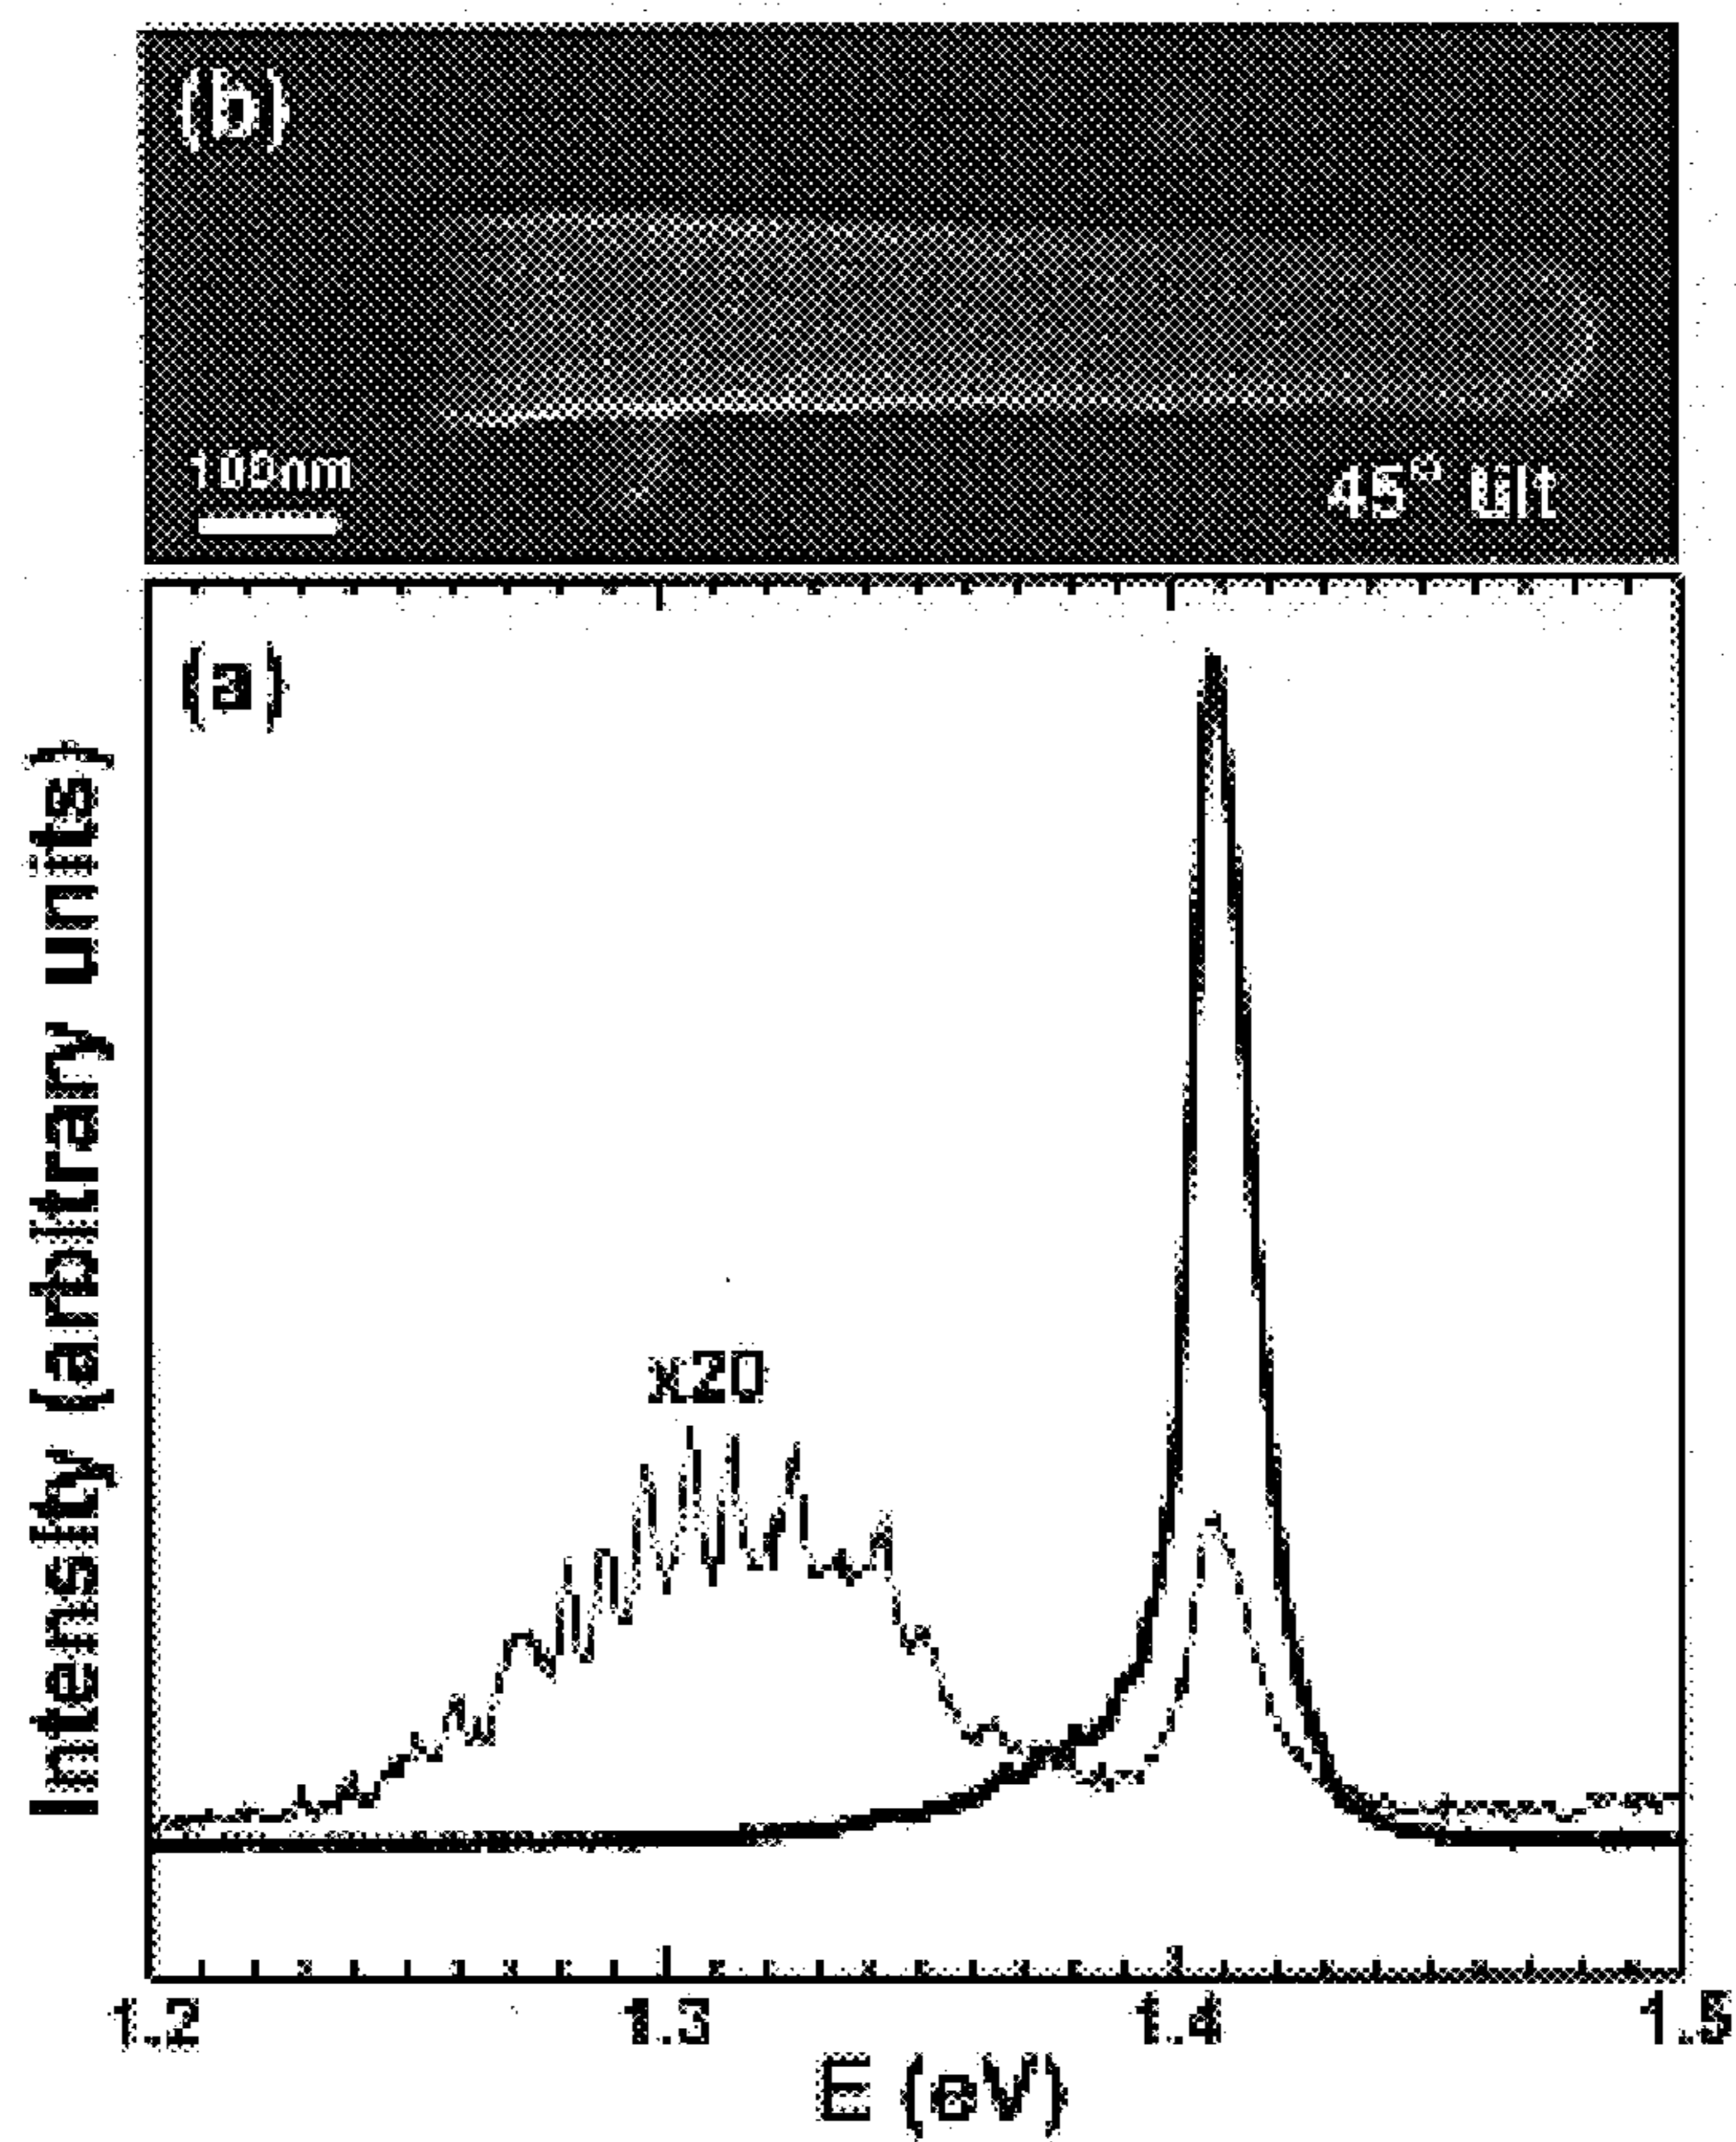 (b)
100nm
45° tilt
(a)
Intensity (arbitrary units)
x20
1.2 1.3 1.4 1.5
E (eV)